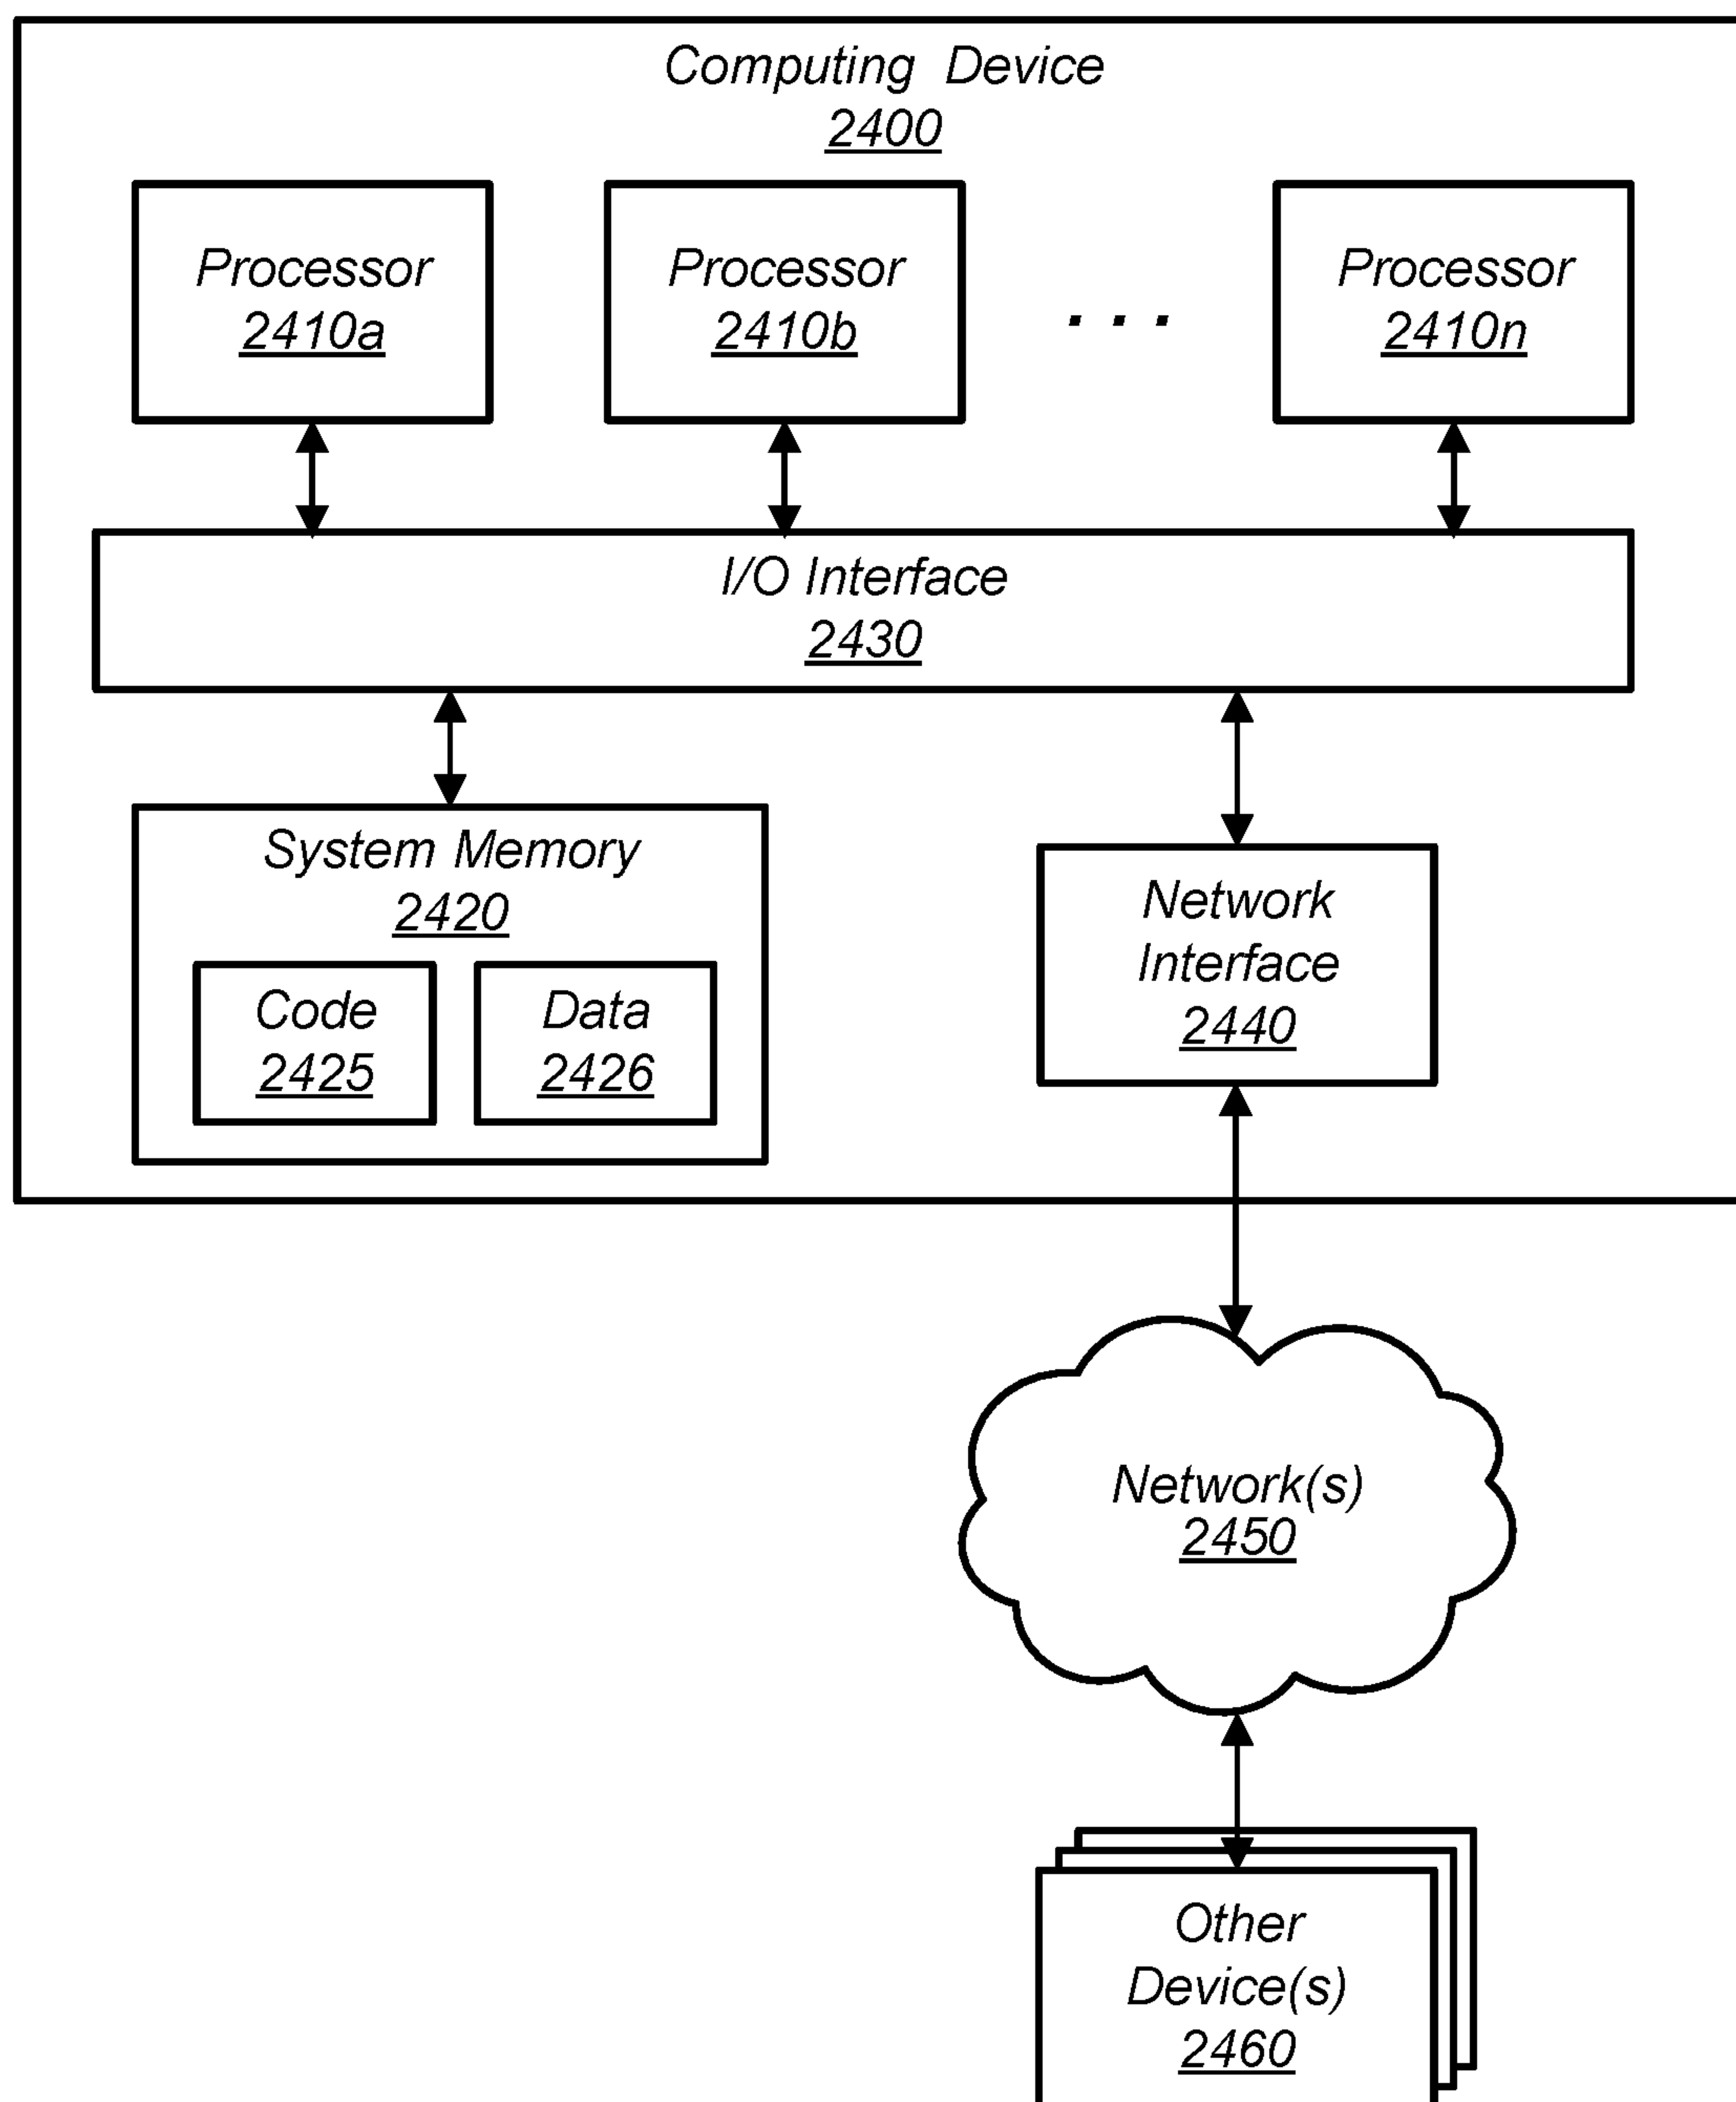 Computing Device
2400
Processor
2410a
Processor
2410b
. . .
Processor
2410n
I/O Interface
2430
System Memory
2420
Code
2425
Data
2426
Network
Interface
2440
Network(s)
2450
Other
Device(s)
2460